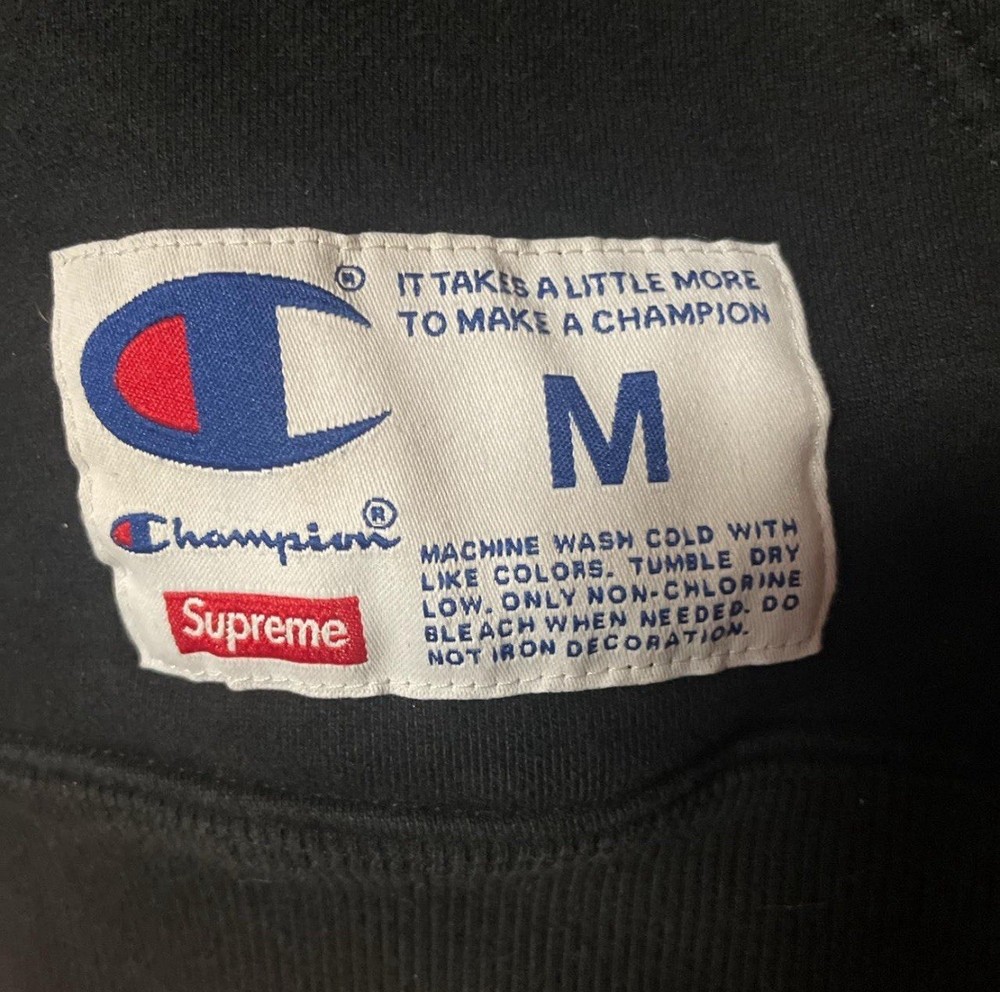 ®
IT TAKES A LITTLE MORE
TO MAKE A CHAMPION
M
Champion®
Supreme
MACHINE WASH COLD WITH
LIKE COLORS. TUMBLE DRY
LOW. ONLY NON-CHLORINE
BLEACH WHEN NEEDED. DO
NOT IRON DECORATION.